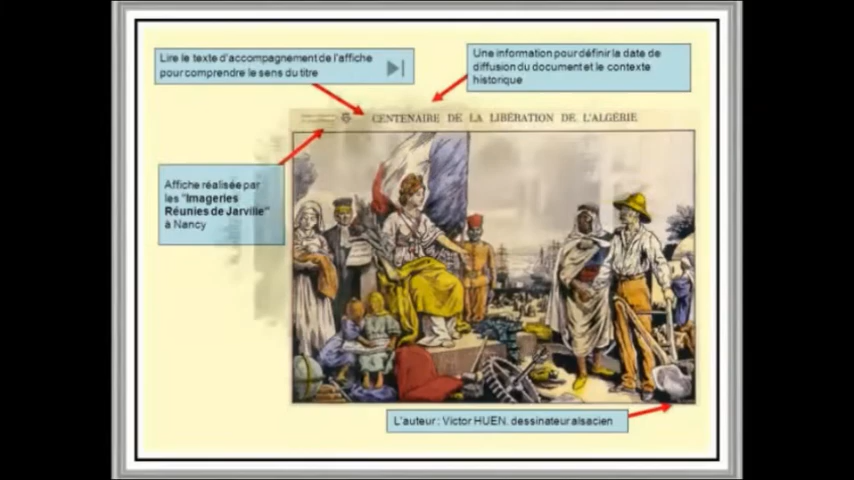 Lire le texte d'accompagnement de l'affiche
pour comprendre le sens du titre
Une information pour définir la date de
diffusion du document et le contexte
historique
CENTENAIRE DE LA LIBÉRATION DE L'ALGÉRIE
Affiche réalisée par
les "Imageries
Réunies de Jarville"
à Nancy
L'auteur : Victor HUEN, dessinateur alsacien